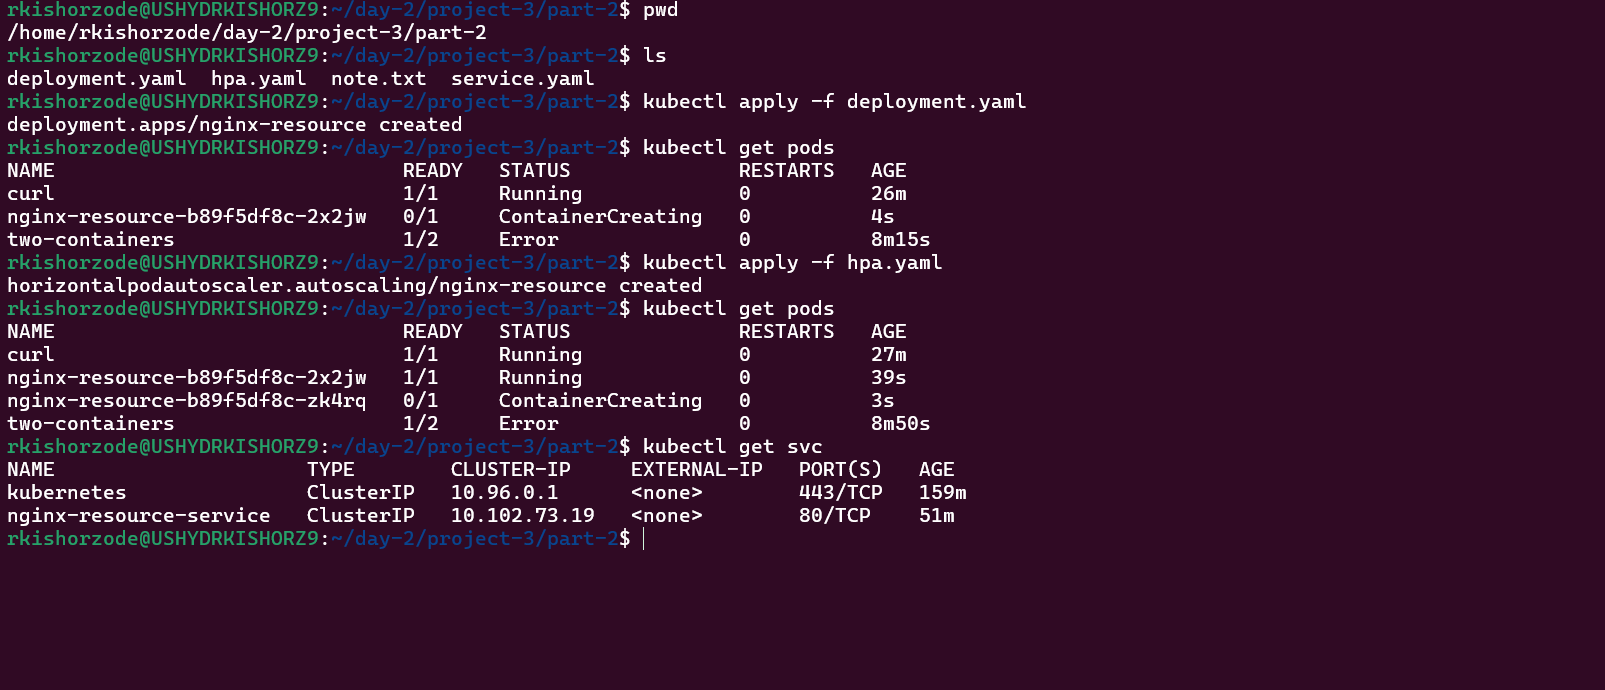 rkishorzode@USHYDRKISHORZ9:~/day-2/project-3/part-2$ pwd
/home/rkishorzode/day-2/project-3/part-2
rkishorzode@USHYDRKISHORZ9:~/day-2/project-3/part-2$ ls
deployment.yaml  hpa.yaml  note.txt  service.yaml
rkishorzode@USHYDRKISHORZ9:~/day-2/project-3/part-2$ kubectl apply -f deployment.yaml
deployment.apps/nginx-resource created
rkishorzode@USHYDRKISHORZ9:~/day-2/project-3/part-2$ kubectl get pods
NAME                             READY   STATUS              RESTARTS   AGE
curl                             1/1     Running             0          26m
nginx-resource-b89f5df8c-2x2jw   0/1     ContainerCreating   0          4s
two-containers                   1/2     Error               0          8m15s
rkishorzode@USHYDRKISHORZ9:~/day-2/project-3/part-2$ kubectl apply -f hpa.yaml
horizontalpodautoscaler.autoscaling/nginx-resource created
rkishorzode@USHYDRKISHORZ9:~/day-2/project-3/part-2$ kubectl get pods
NAME                             READY   STATUS              RESTARTS   AGE
curl                             1/1     Running             0          27m
nginx-resource-b89f5df8c-2x2jw   1/1     Running             0          39s
nginx-resource-b89f5df8c-zk4rq   0/1     ContainerCreating   0          3s
two-containers                   1/2     Error               0          8m50s
rkishorzode@USHYDRKISHORZ9:~/day-2/project-3/part-2$ kubectl get svc
NAME                     TYPE        CLUSTER-IP     EXTERNAL-IP   PORT(S)   AGE
kubernetes               ClusterIP   10.96.0.1      <none>        443/TCP   159m
nginx-resource-service   ClusterIP   10.102.73.19   <none>        80/TCP    51m
rkishorzode@USHYDRKISHORZ9:~/day-2/project-3/part-2$